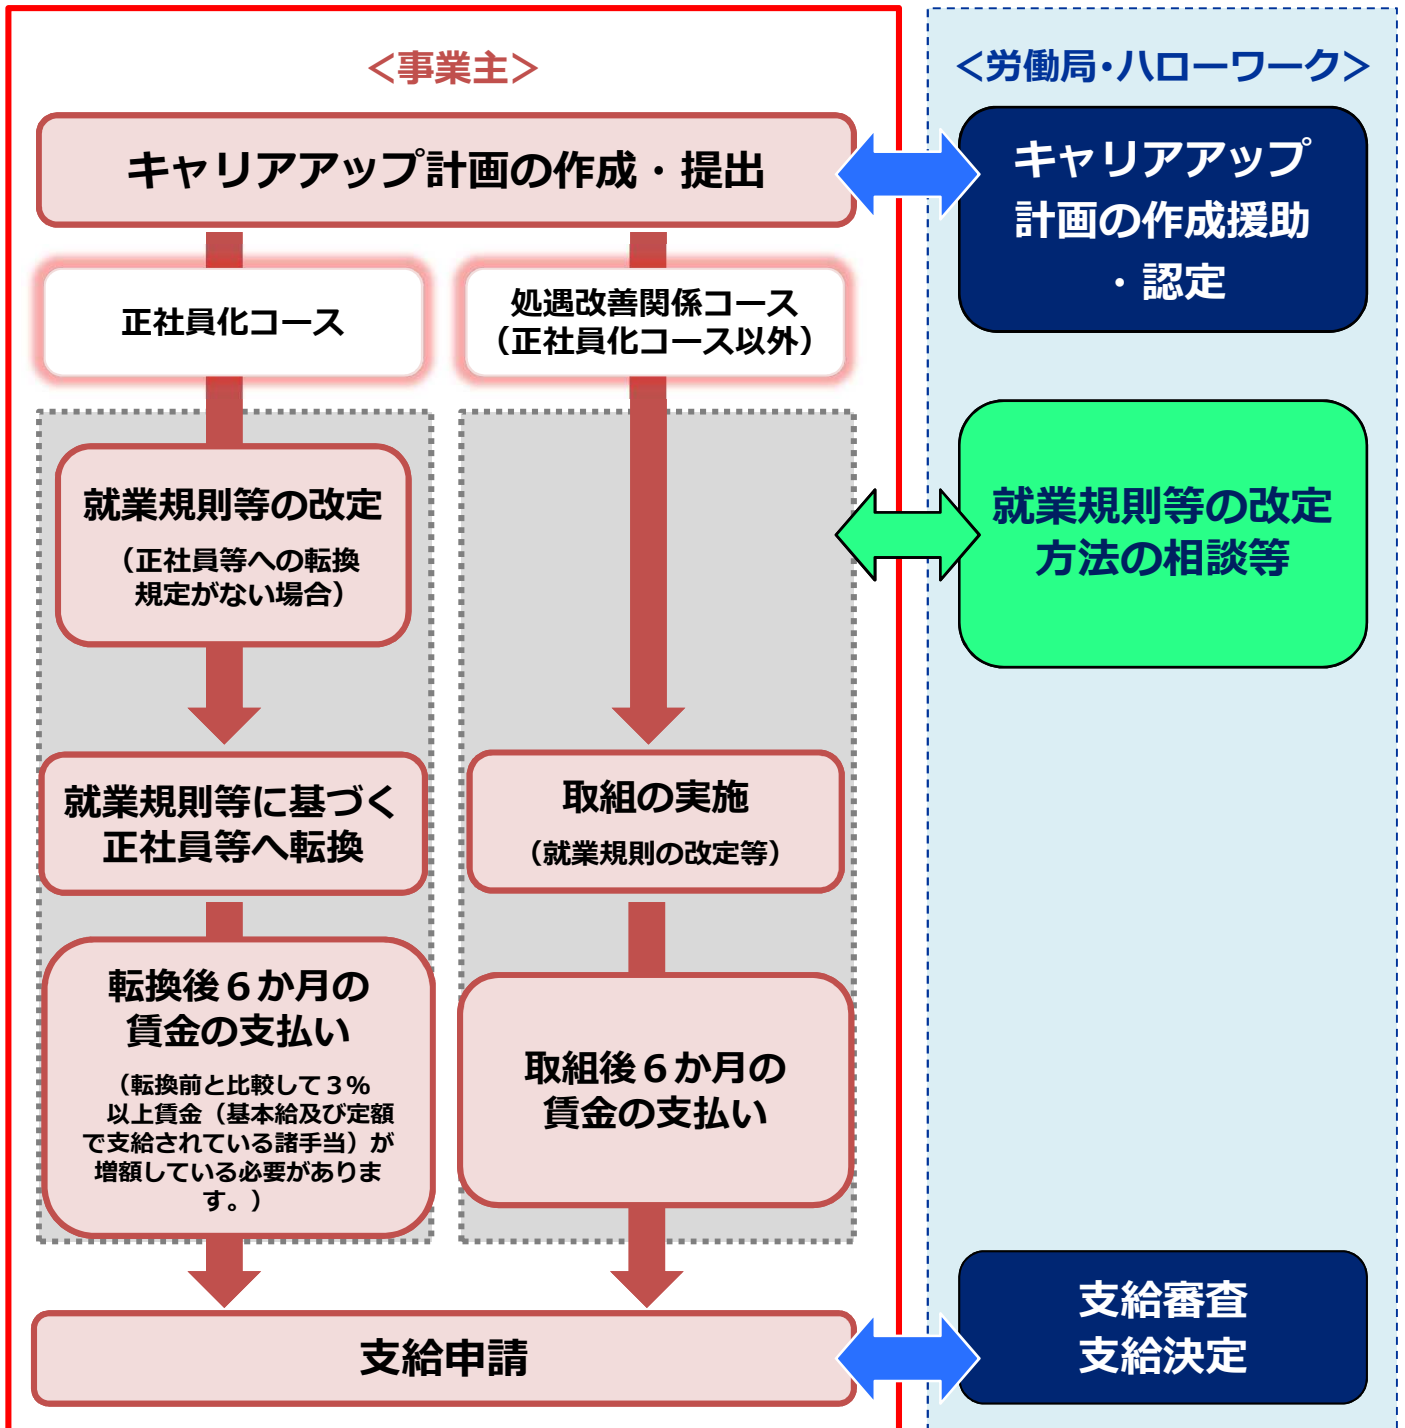 ＜事業主＞
キャリアアップ計画の作成・提出
正社員化コース
処遇改善関係コース
（正社員化コース以外）
就業規則等の改定
（正社員等への転換
規定がない場合）
就業規則等に基づく
正社員等へ転換
転換後６か月の
賃金の支払い
（転換前と比較して３％
以上賃金（基本給及び定額
で支給されている諸手当）が
増額している必要がありま
す。）
取組の実施
（就業規則の改定等）
取組後６か月の
賃金の支払い
支給申請
＜労働局・ハローワーク＞
キャリアアップ
計画の作成援助
・認定
就業規則等の改定
方法の相談等
支給審査
支給決定